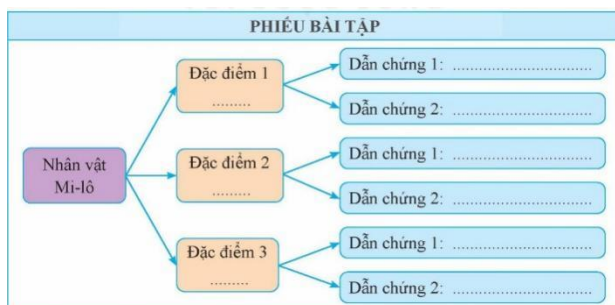 PHIẾU BÀI TẬP
Nhân vật
Mi-lô
Đặc điểm 1
.........
Dẫn chứng 1: ................................
Dẫn chứng 2: ................................
Đặc điểm 2
.........
Dẫn chứng 1: ................................
Dẫn chứng 2: ................................
Đặc điểm 3
.........
Dẫn chứng 1: ................................
Dẫn chứng 2: ................................